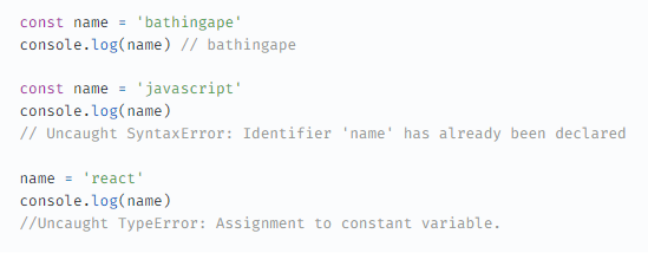 const name = 'bathingape'
console.log(name) // bathingape
const name = 'javascript'
console.log(name)
// Uncaught SyntaxError: Identifier 'name' has already been declared
name = 'react'
console.log(name)
//Uncaught TypeError: Assignment to constant variable.